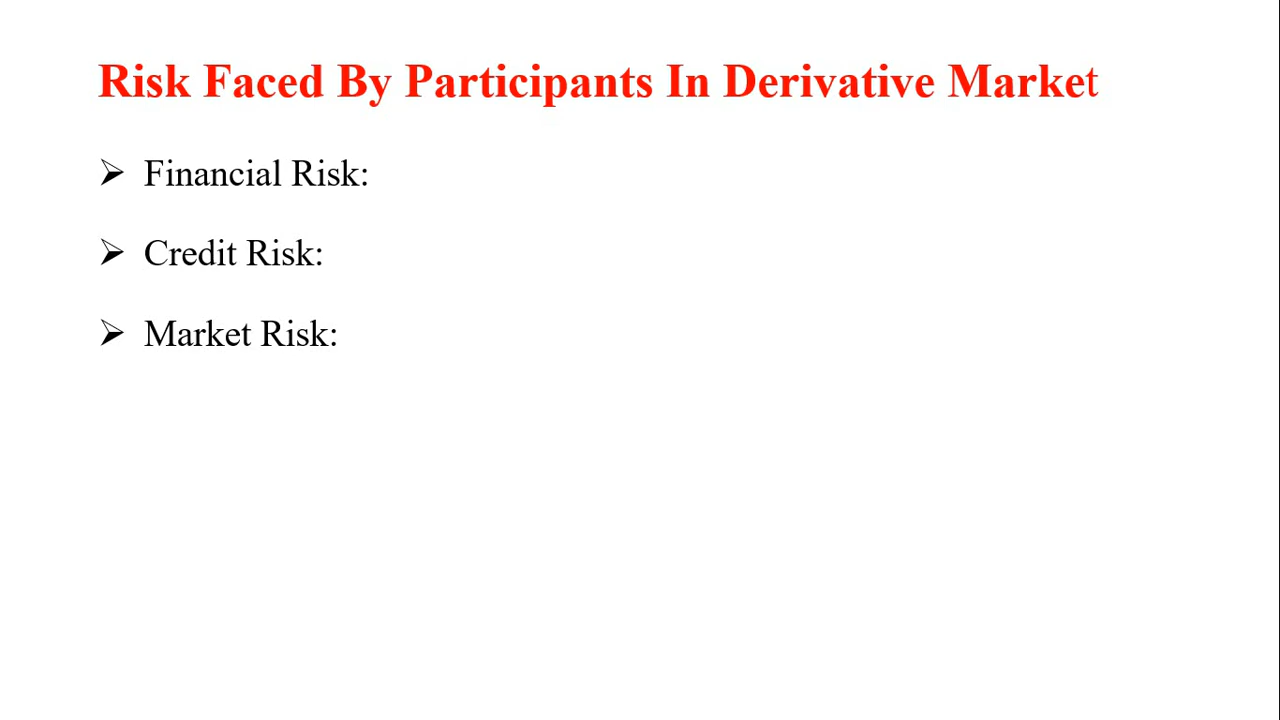 Risk Faced By Participants In Derivative Market
➢ Financial Risk:
➢ Credit Risk:
➢ Market Risk: